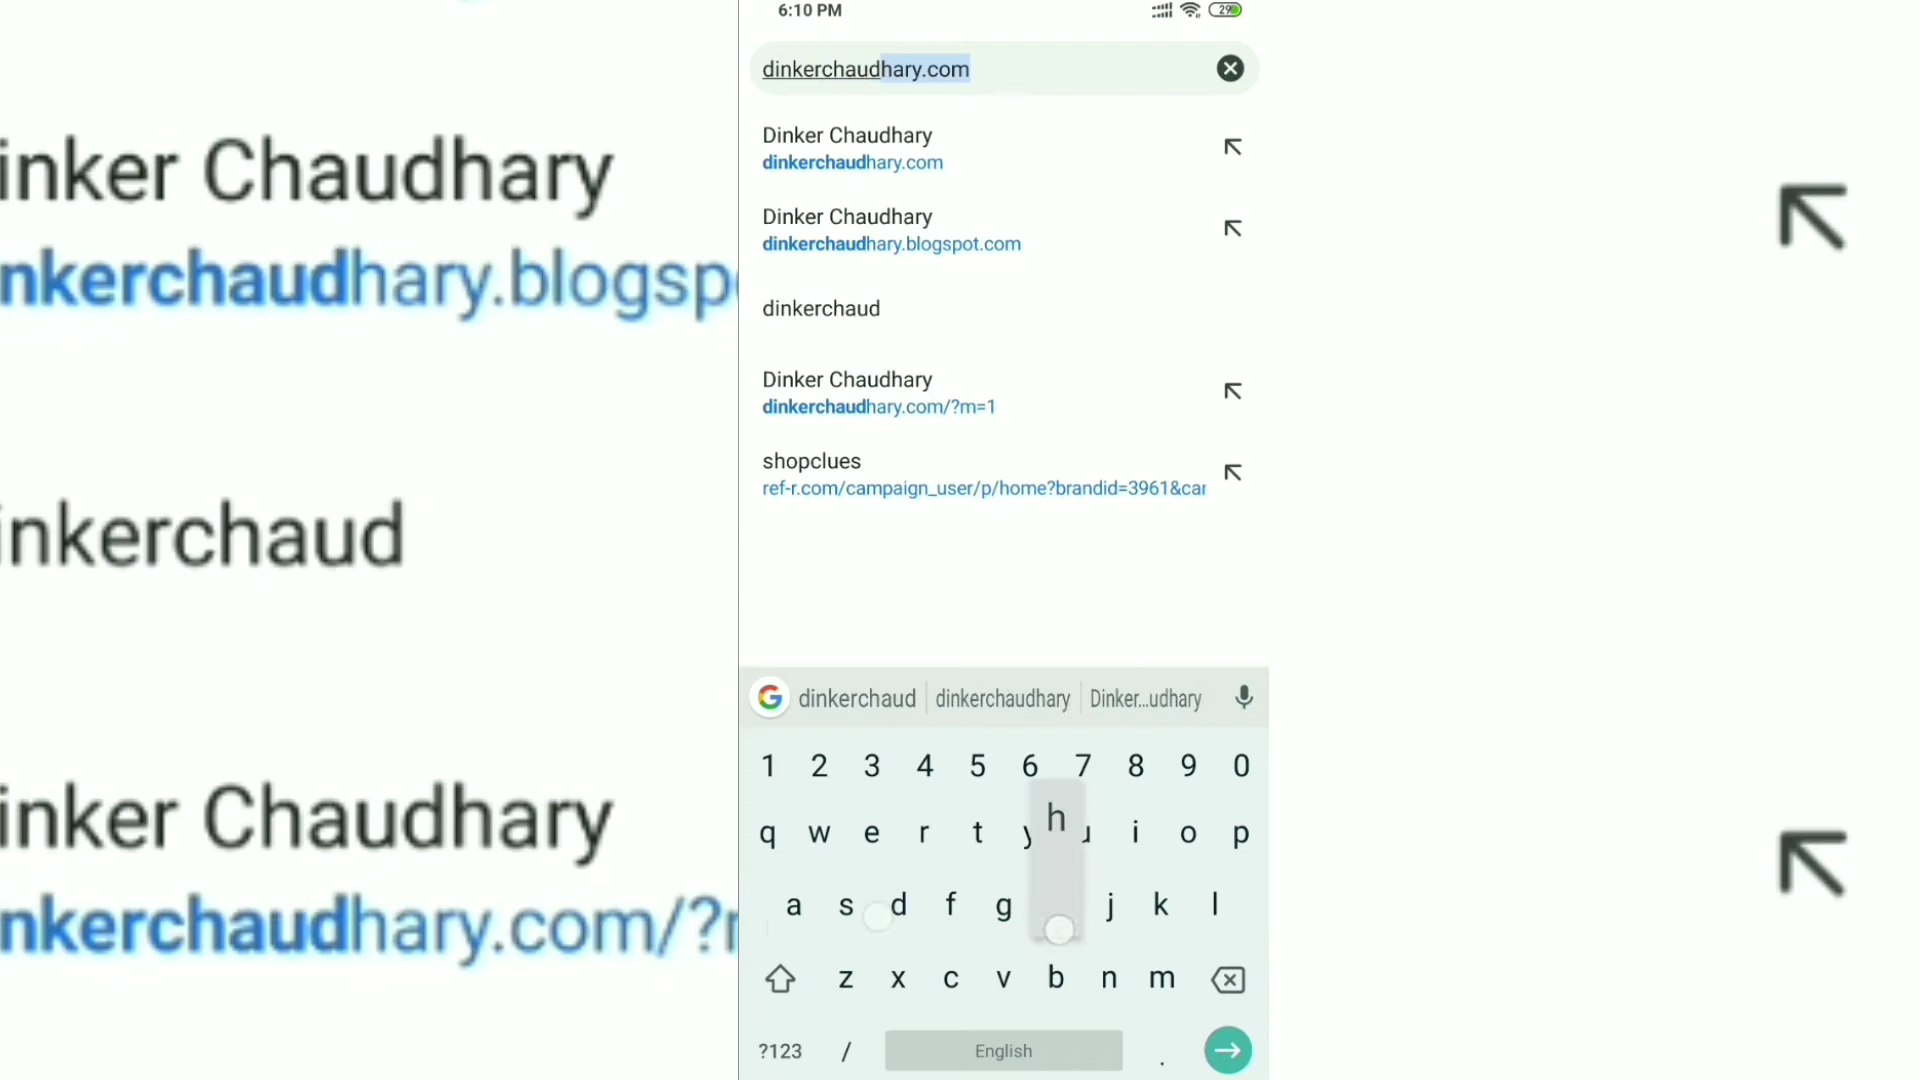 6:10 PM
29
dinkerchaudhary.com
Dinker Chaudhary
dinkerchaudhary.com
Dinker Chaudhary
dinkerchaudhary.blogspot.com
dinkerchaud
Dinker Chaudhary
dinkerchaudhary.com/?m=1
shopclues
ref-r.com/campaign_user/p/home?brandid=3961&car
dinkerchaud dinkerchaudhary Dinker...udhary
1 2 3 4 5 6 7 8 9 0
h
q w e r t y u i o p
a s d f g j k l
z x c v b n m
?123 / English .
inker Chaudhary
nkerchaudhary.blogspo
inkerchaud
inker Chaudhary
nkerchaudhary.com/?m